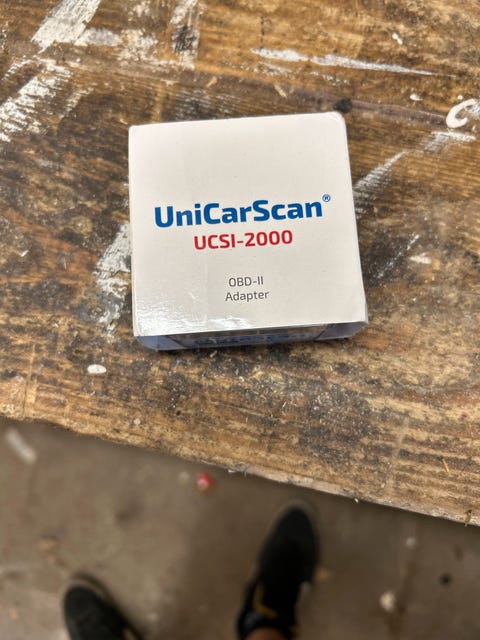 UniCarScan®
UCSI-2000
OBD-II
Adapter